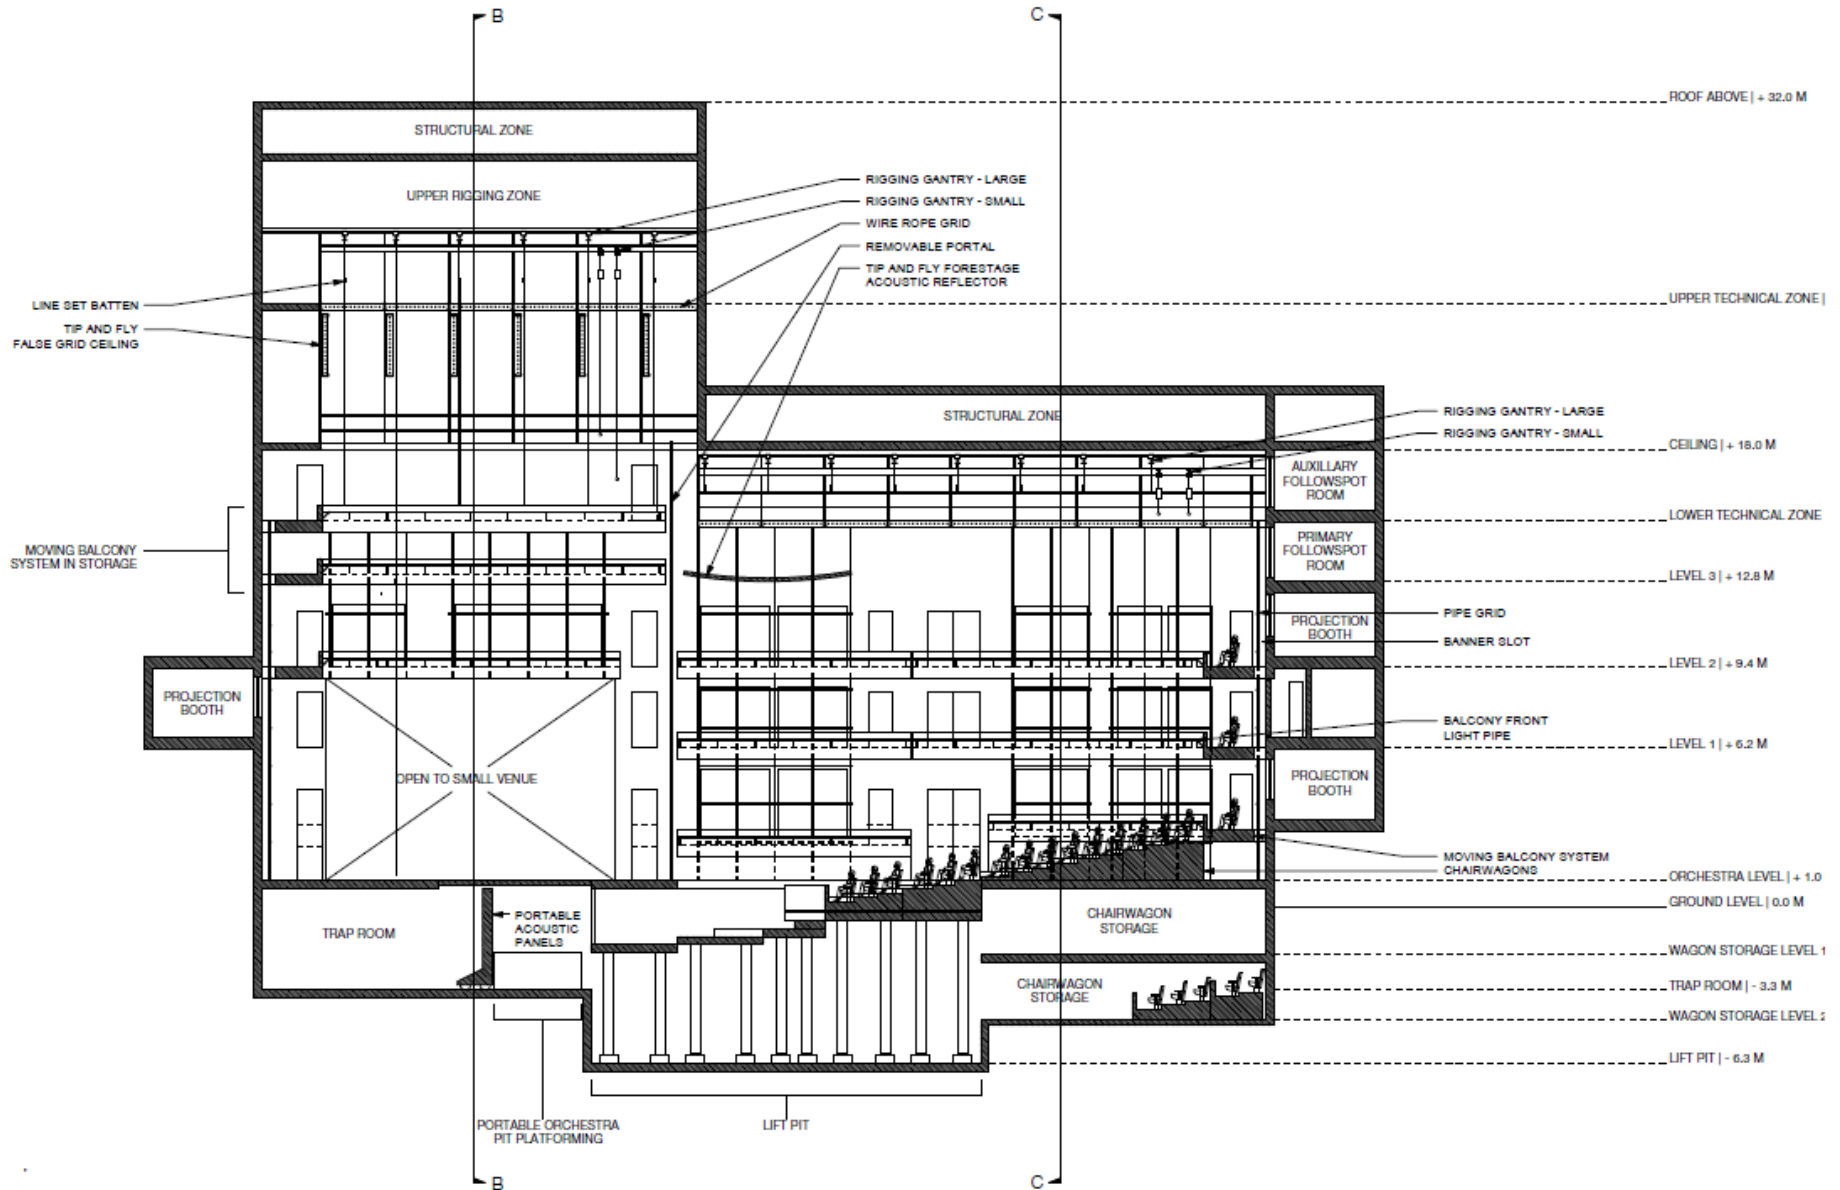 B
C
ROOF ABOVE | + 32.0 M
STRUCTURAL ZONE
UPPER RIGGING ZONE
RIGGING GANTRY - LARGE
RIGGING GANTRY - SMALL
WIRE ROPE GRID
REMOVABLE PORTAL
TIP AND FLY FORESTAGE
ACOUSTIC REFLECTOR
LINE SET BATTEN
TIP AND FLY
FALSE GRID CEILING
UPPER TECHNICAL ZONE |
STRUCTURAL ZONE
RIGGING GANTRY - LARGE
RIGGING GANTRY - SMALL
CEILING | + 18.0 M
AUXILLARY
FOLLOWSPOT
ROOM
LOWER TECHNICAL ZONE
PRIMARY
FOLLOWSPOT
ROOM
MOVING BALCONY
SYSTEM IN STORAGE
LEVEL 3 | + 12.8 M
PIPE GRID
PROJECTION
BOOTH
BANNER SLOT
LEVEL 2 | + 9.4 M
PROJECTION
BOOTH
BALCONY FRONT
LIGHT PIPE
LEVEL 1 | + 6.2 M
OPEN TO SMALL VENUE
PROJECTION
BOOTH
MOVING BALCONY SYSTEM
CHAIRWAGONS
ORCHESTRA LEVEL | + 1.0
GROUND LEVEL | 0.0 M
TRAP ROOM
PORTABLE
ACOUSTIC
PANELS
CHAIRWAGON
STORAGE
WAGON STORAGE LEVEL 1
CHAIRWAGON
STORAGE
TRAP ROOM | - 3.3 M
WAGON STORAGE LEVEL 2
LIFT PIT | - 6.3 M
PORTABLE ORCHESTRA
PIT PLATFORMING
LIFT PIT
B
C